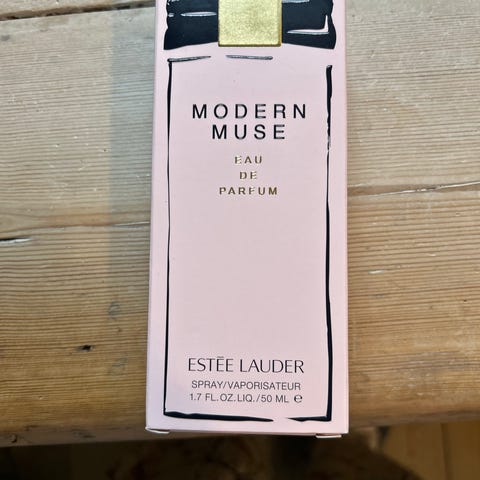 MODERN
MUSE
EAU
DE
PARFUM
ESTĒE LAUDER
SPRAY/VAPORISATEUR
1.7 FL.OZ.LIQ./50 ML ℮